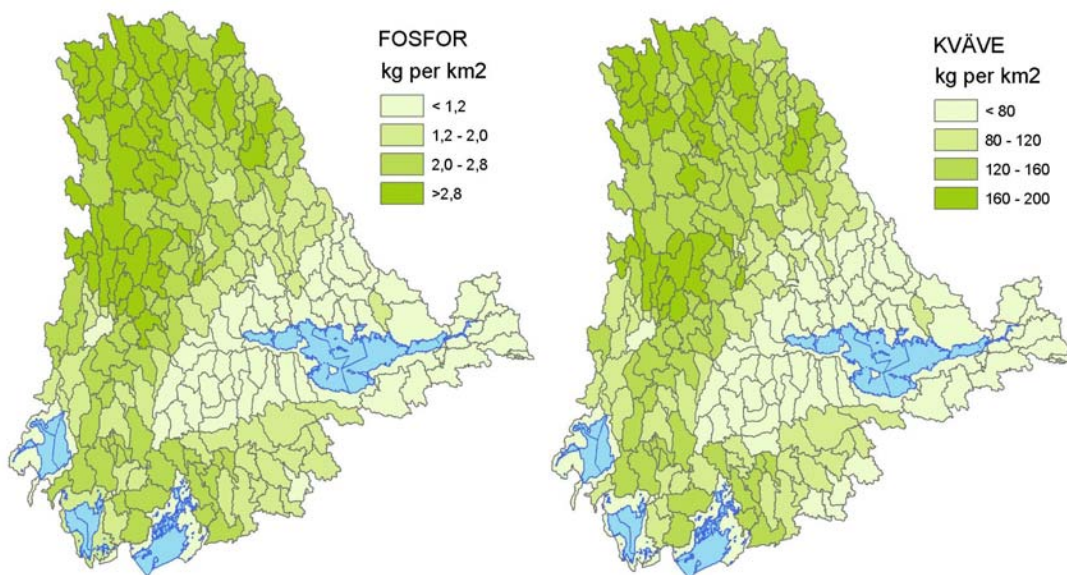 FOSFOR
kg per km2
< 1,2
1,2 - 2,0
2,0 - 2,8
>2,8
KVÄVE
kg per km2
< 80
80 - 120
120 - 160
160 - 200